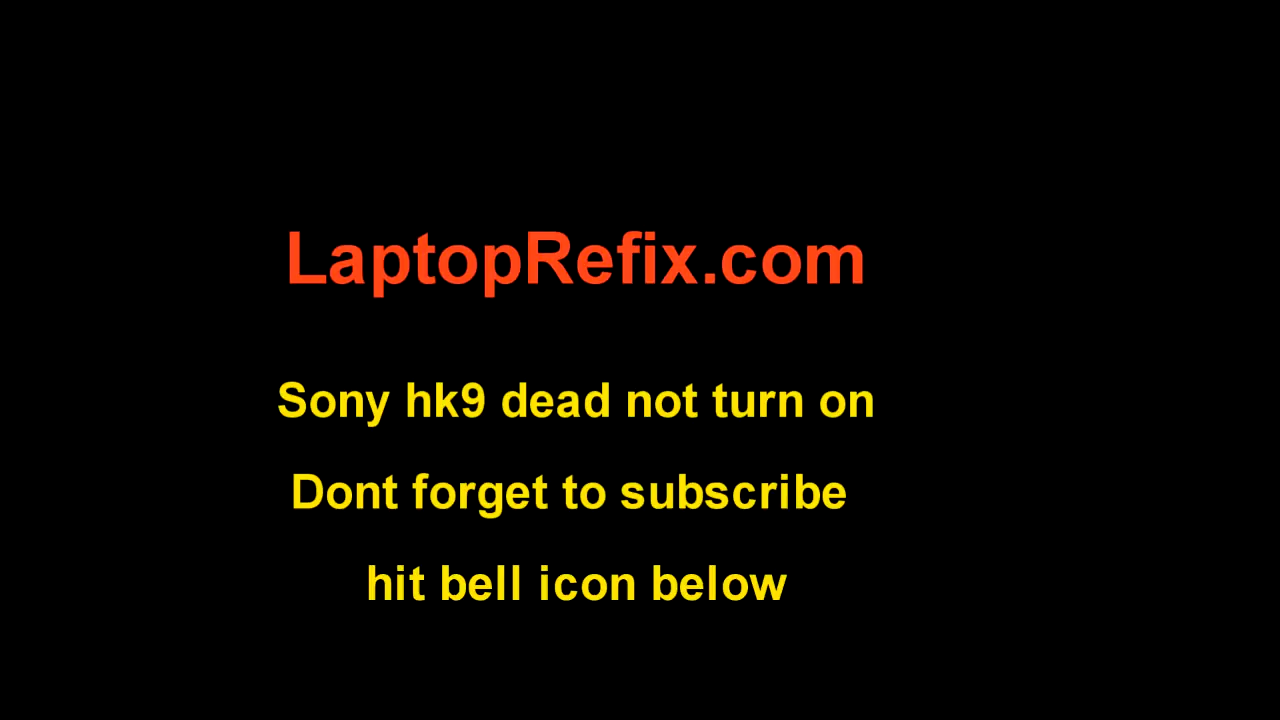 LaptopRefix.com
Sony hk9 dead not turn on
Dont forget to subscribe
hit bell icon below